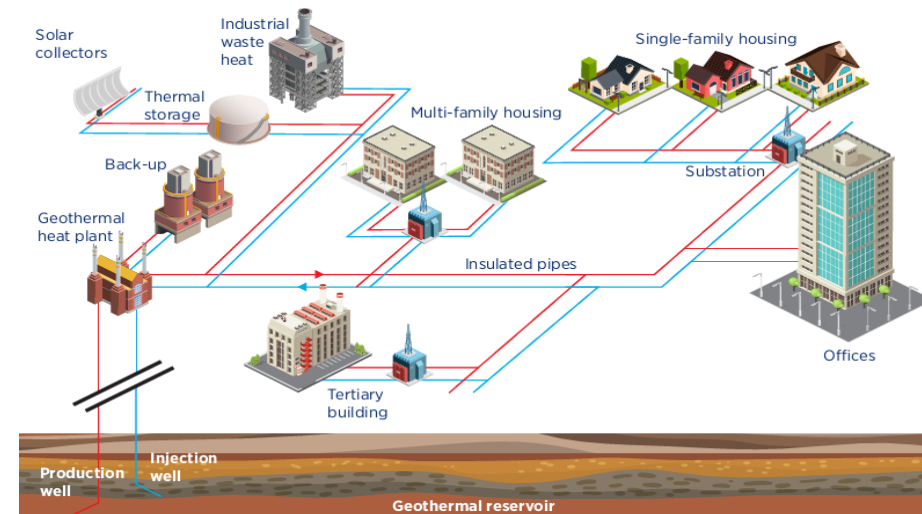 Solar
collectors
Industrial
waste
heat
Single-family housing
Thermal
storage
Multi-family housing
Back-up
Substation
Geothermal
heat plant
Insulated pipes
Offices
Tertiary
building
Production
well
Injection
well
Geothermal reservoir